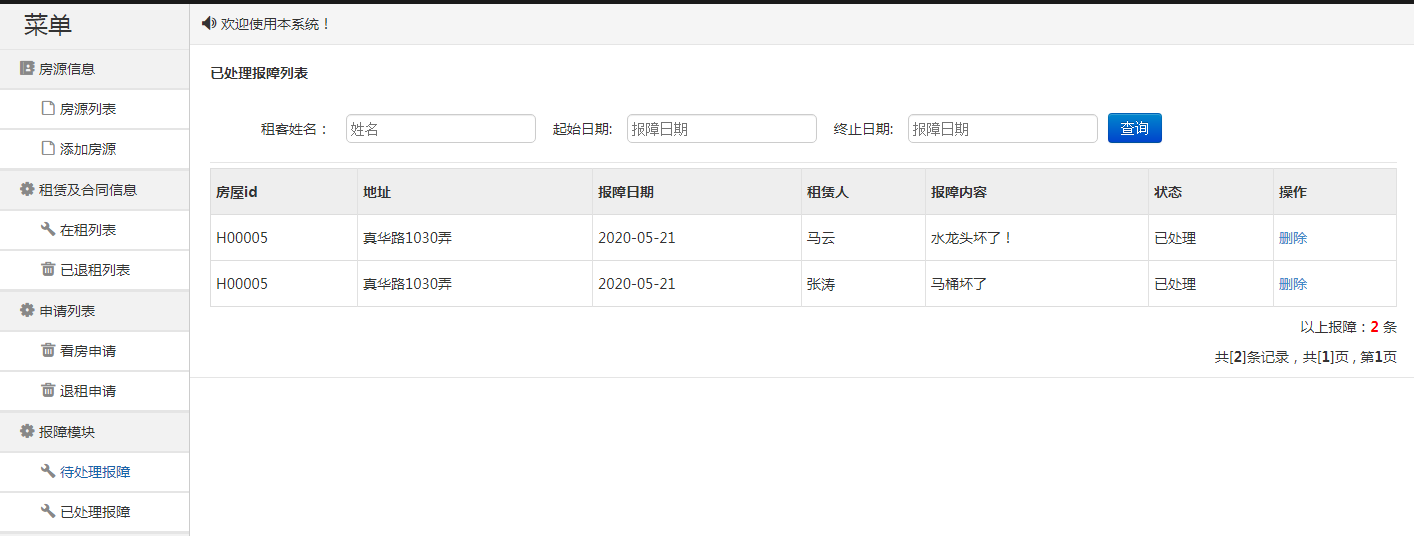 菜单
房源信息
房源列表
添加房源
租赁及合同信息
在租列表
已退租列表
申请列表
看房申请
退租申请
报障模块
待处理报障
已处理报障
欢迎使用本系统！
已处理报障列表
租客姓名： 姓名 起始日期: 报障日期 终止日期: 报障日期 查询
房屋id 地址 报障日期 租赁人 报障内容 状态 操作
H00005 真华路1030弄 2020-05-21 马云 水龙头坏了！ 已处理 删除
H00005 真华路1030弄 2020-05-21 张涛 马桶坏了 已处理 删除
以上报障：2 条
共[2]条记录，共[1]页 , 第1页